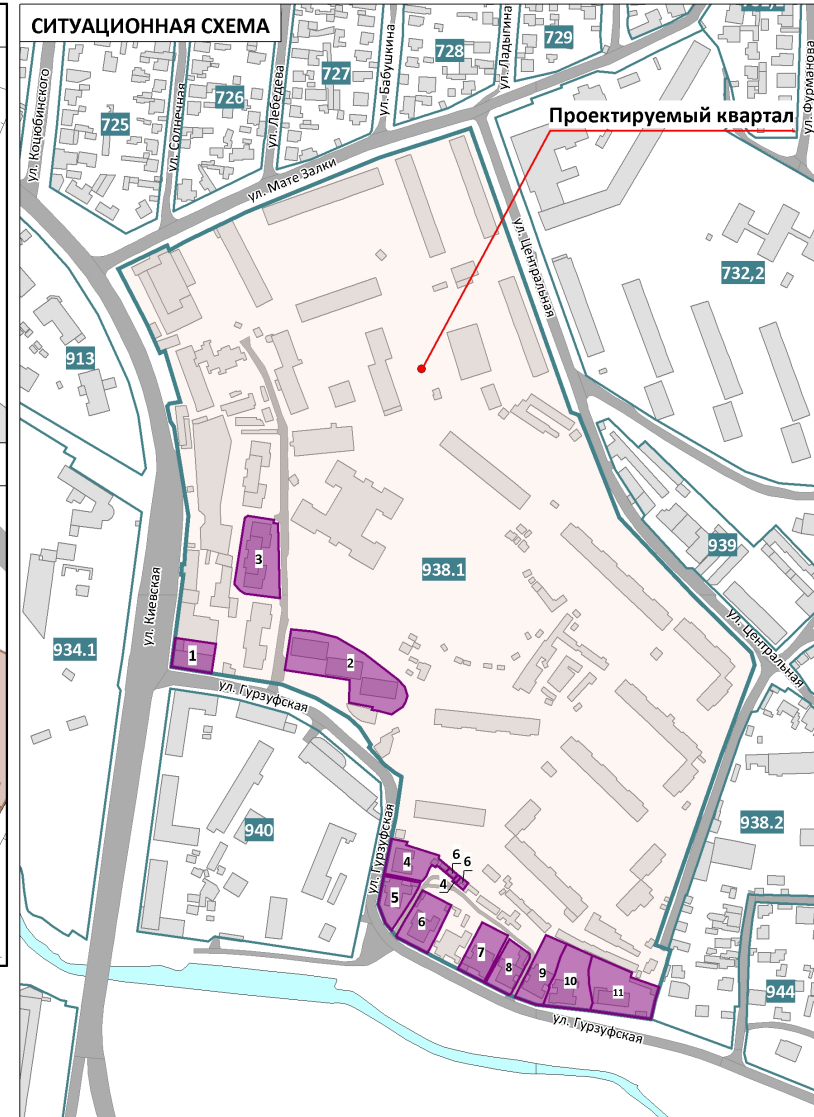 СИТУАЦИОННАЯ СХЕМА
729
728
727
726
725
ул. Коцюбинского
ул. Солнечная
ул. Лебедева
ул. Бабушкина
ул. Ладыгина
ул. Фурманова
Проектируемый квартал
ул. Мате Залки
ул. Центральная
732,2
913
939
3
938.1
ул. Киевская
934.1
1
2
ул. Центральная
ул. Гурзуфская
940
938.2
ул. Гурзуфская
6
6
4
4
5
6
7
8
9
10
11
944
ул. Гурзуфская